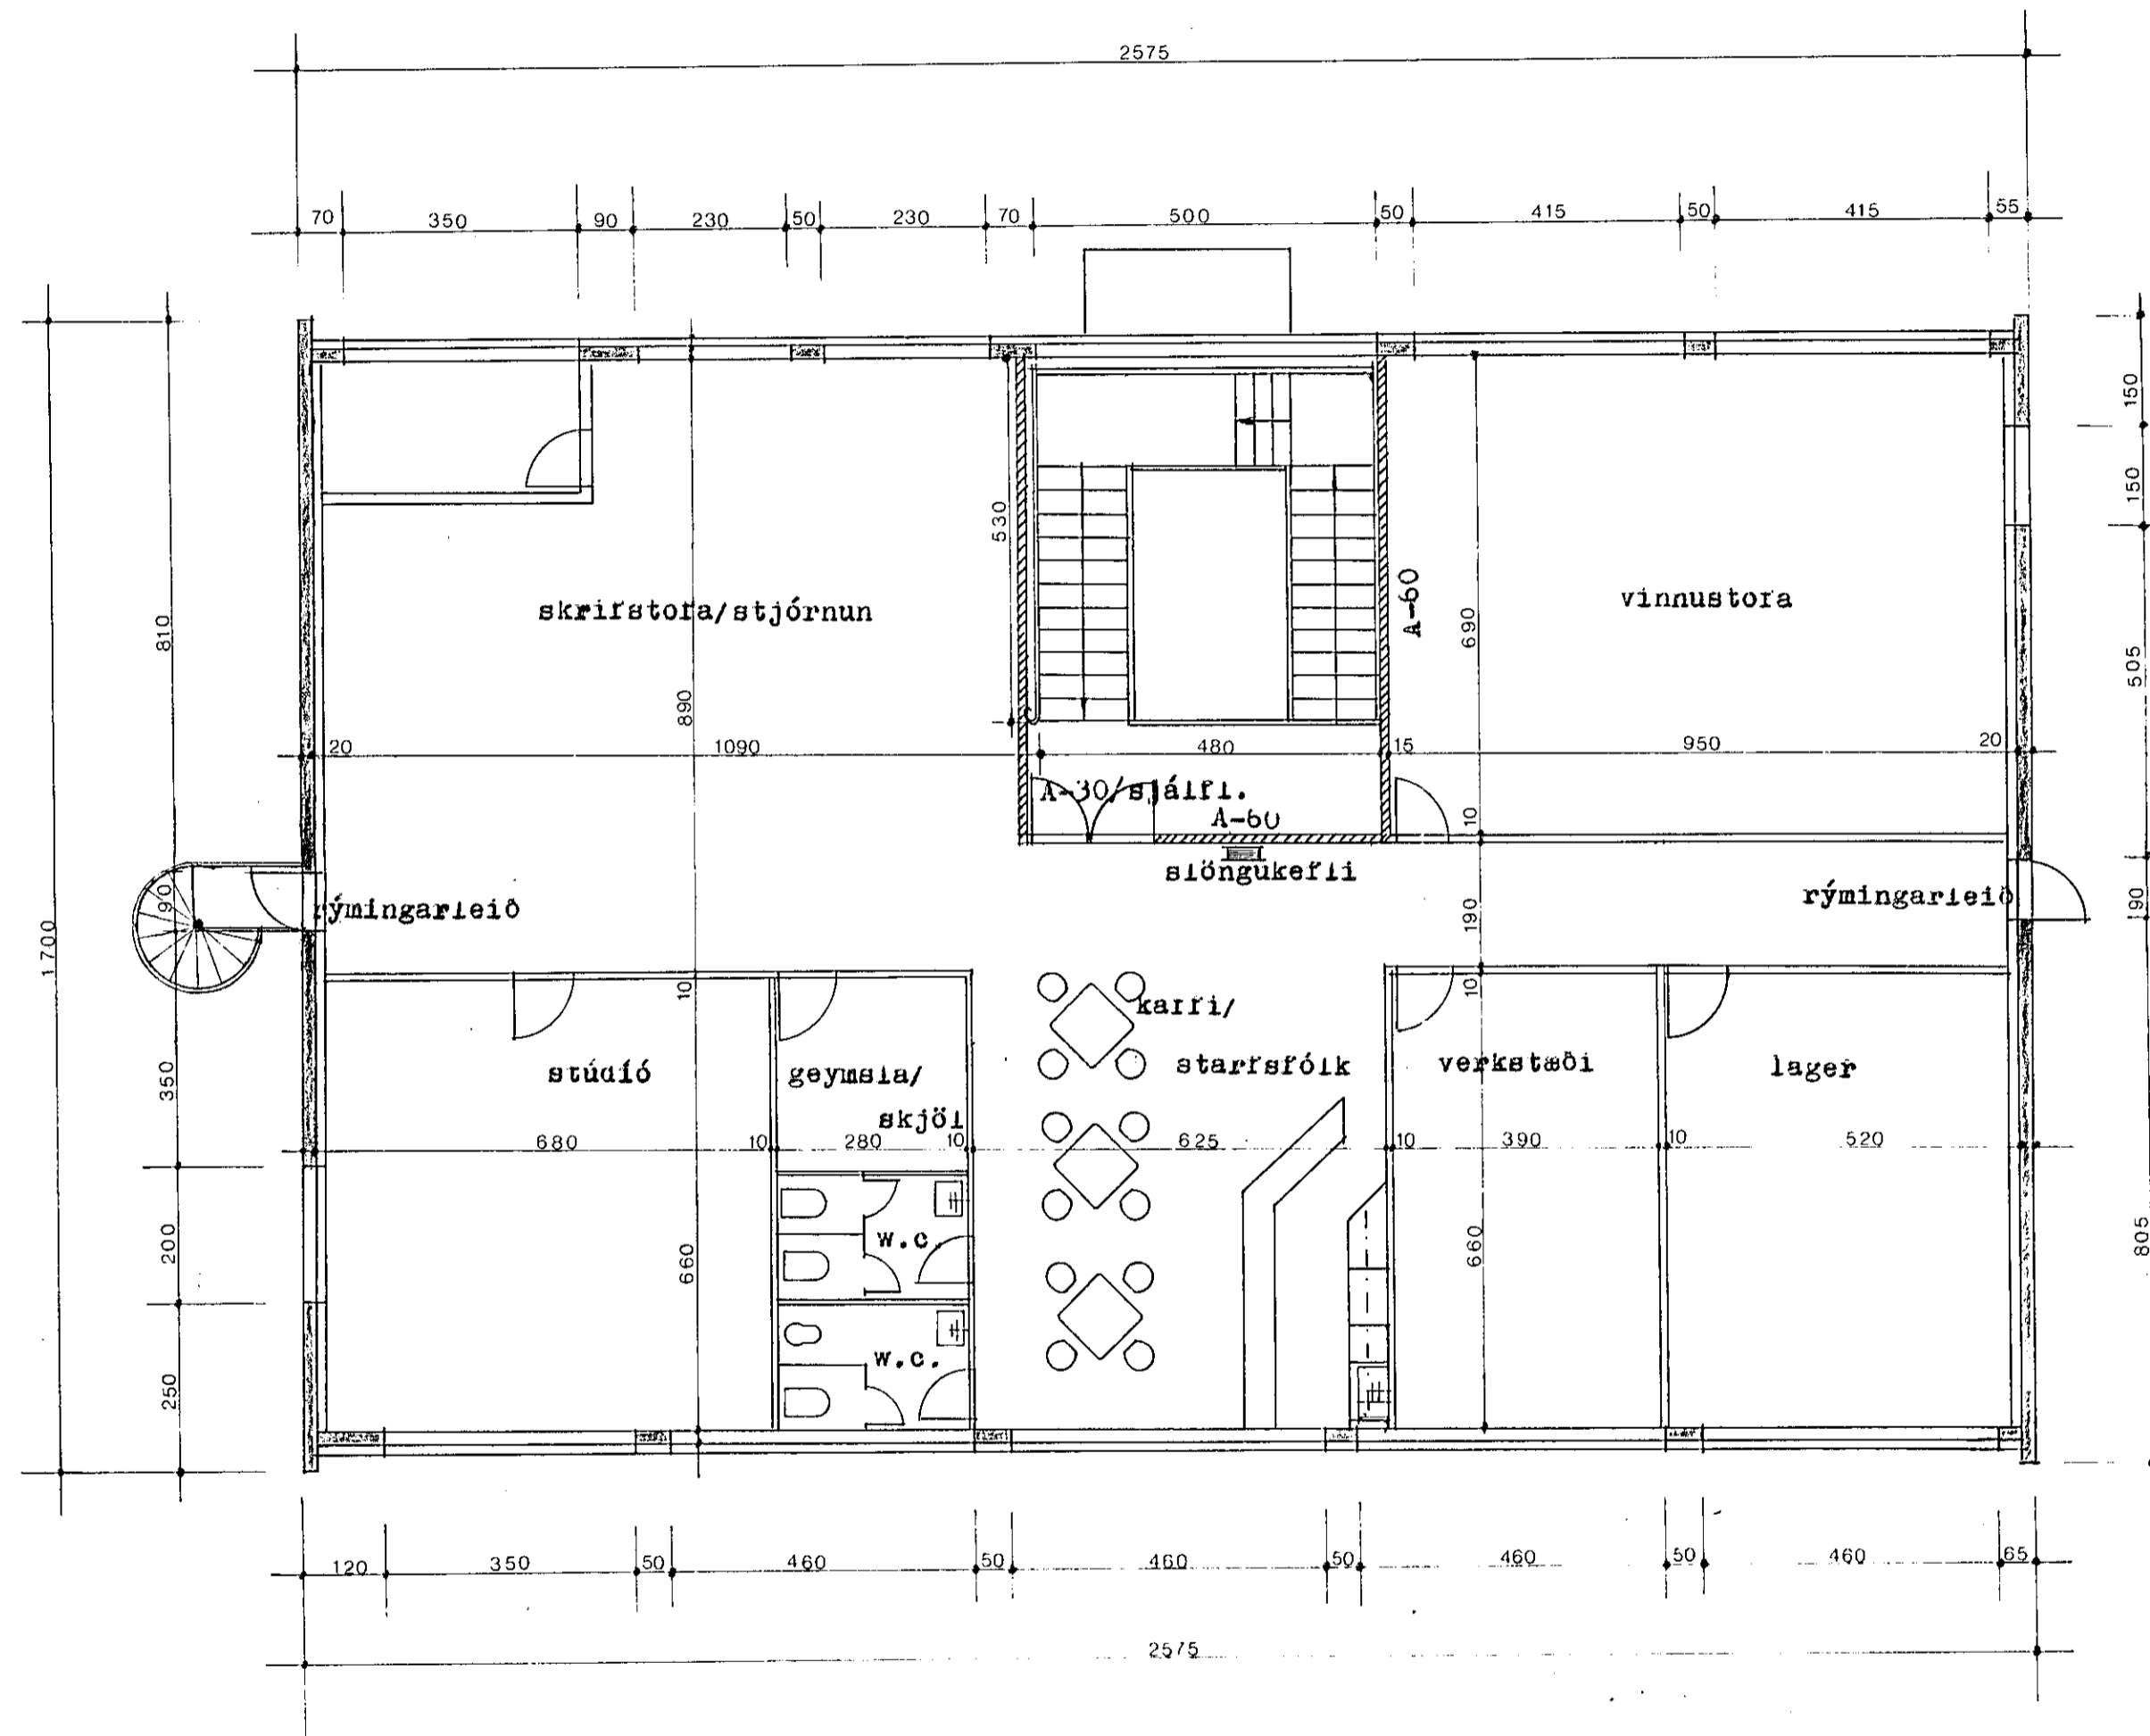 2575
70 350 90 230 50 230 70 500 50 415 50 415 55
150
150
530
A-60
skrifstofa/stjórnun
vinnustofa
810
690
505
890
20 1090 480 15 950 20
A-30/sjálfl.
A-60
10
slöngukefli
90
rýmingarleið
rýmingarleið
190
90
1700
10
10
kaffi/
350
stúdíó
geymsla/
starfsfólk
verkstæði
lager
skjöl
680 10 280 10 625 10 390 10 520
200
w.c.
660
660
805
w.c.
250
120 350 50 460 50 460 50 460 50 460 65
2575